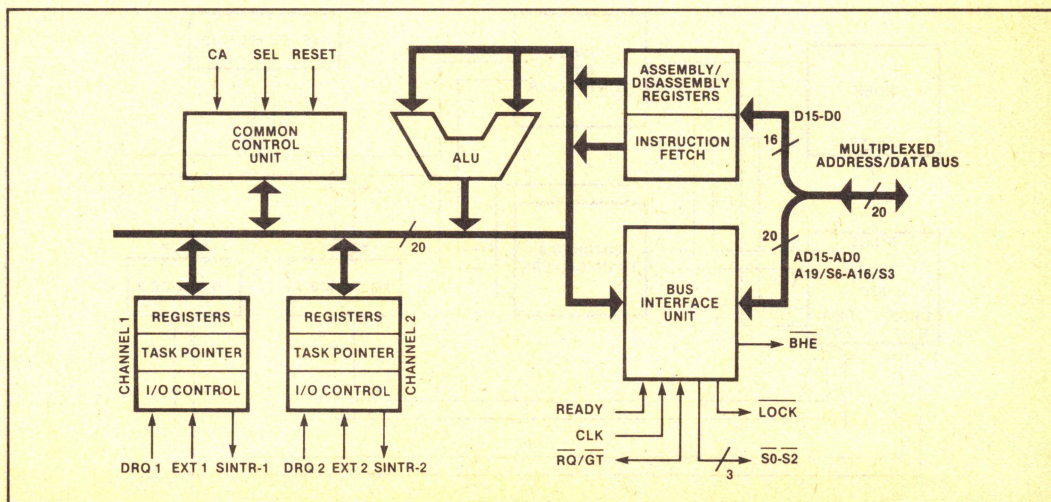 CA SEL RESET
COMMON
CONTROL
UNIT
ALU
ASSEMBLY/
DISASSEMBLY
REGISTERS
INSTRUCTION
FETCH
D15-D0
16
MULTIPLEXED
ADDRESS/DATA BUS
20
20
20
AD15-AD0
A19/S6-A16/S3
BUS
INTERFACE
UNIT
BHE
LOCK
READY
CLK
RQ/GT
S0-S2
3
CHANNEL 1
REGISTERS
TASK POINTER
I/O CONTROL
DRQ 1 EXT 1 SINTR-1
REGISTERS
TASK POINTER
I/O CONTROL
CHANNEL 2
DRQ 2 EXT 2 SINTR-2